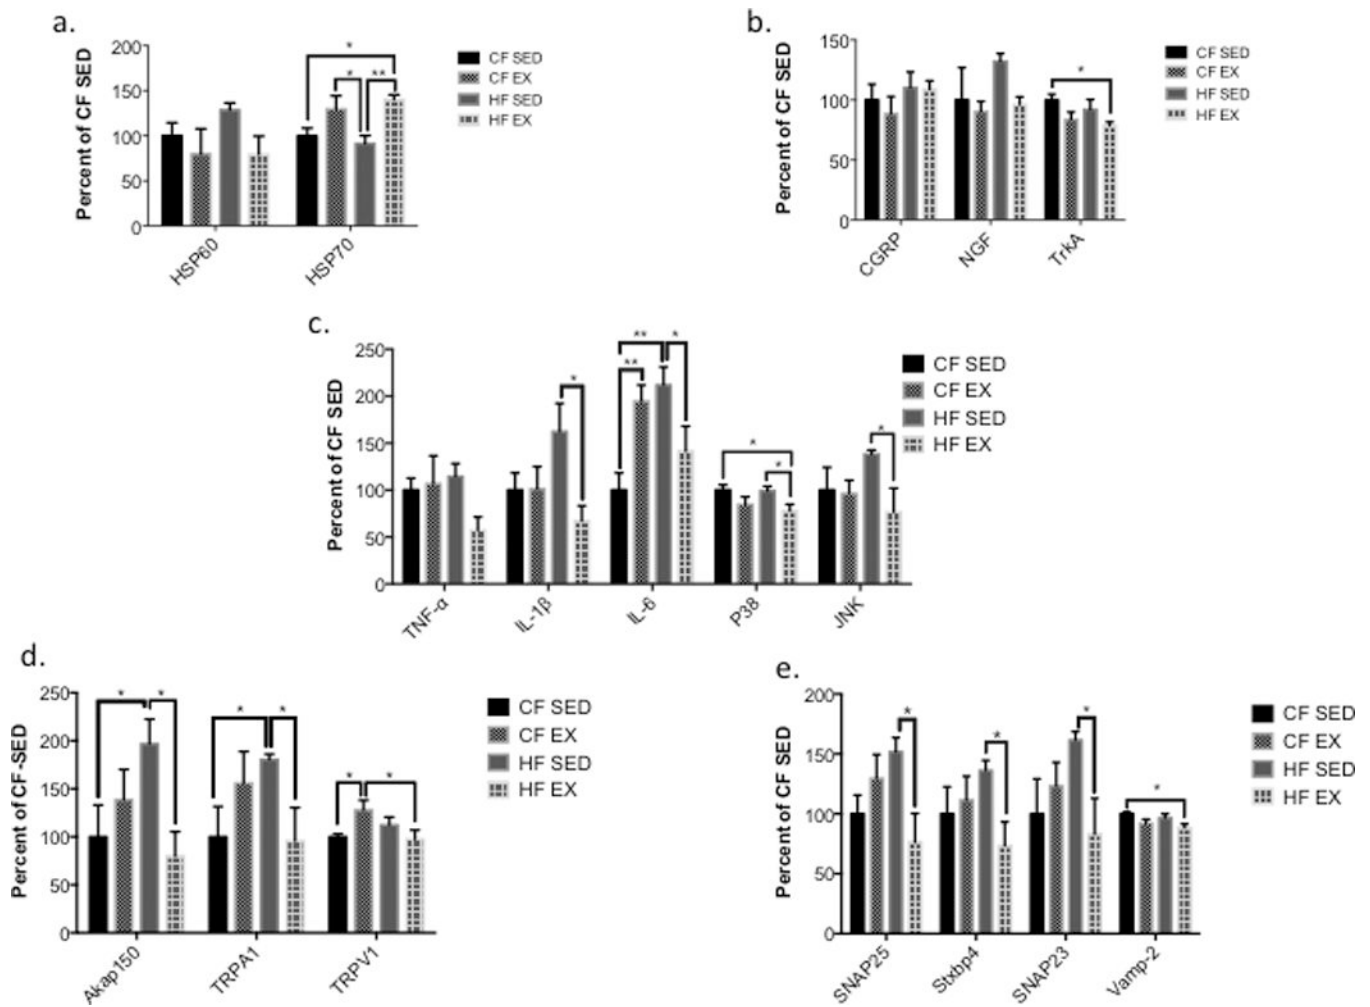 a.
Percent of CF SED
200
150
100
50
0
* * **
HSP60 HSP70
CF SED
CF EX
HF SED
HF EX
b.
Percent of CF SED
150
100
50
0
*
CGRP NGF TrkA
CF SED
CF EX
HF SED
HF EX
c.
Percent of CF SED
250
200
150
100
50
0
* ** ** * * * *
TNF-α IL-1β IL-6 P38 JNK
CF SED
CF EX
HF SED
HF EX
d.
Percent of CF-SED
250
200
150
100
50
0
* * * * * *
Akap150 TRPA1 TRPV1
CF SED
CF EX
HF SED
HF EX
e.
Percent of CF SED
200
150
100
50
0
* * * *
SNAP25 Stxbp4 SNAP23 Vamp-2
CF SED
CF EX
HF SED
HF EX